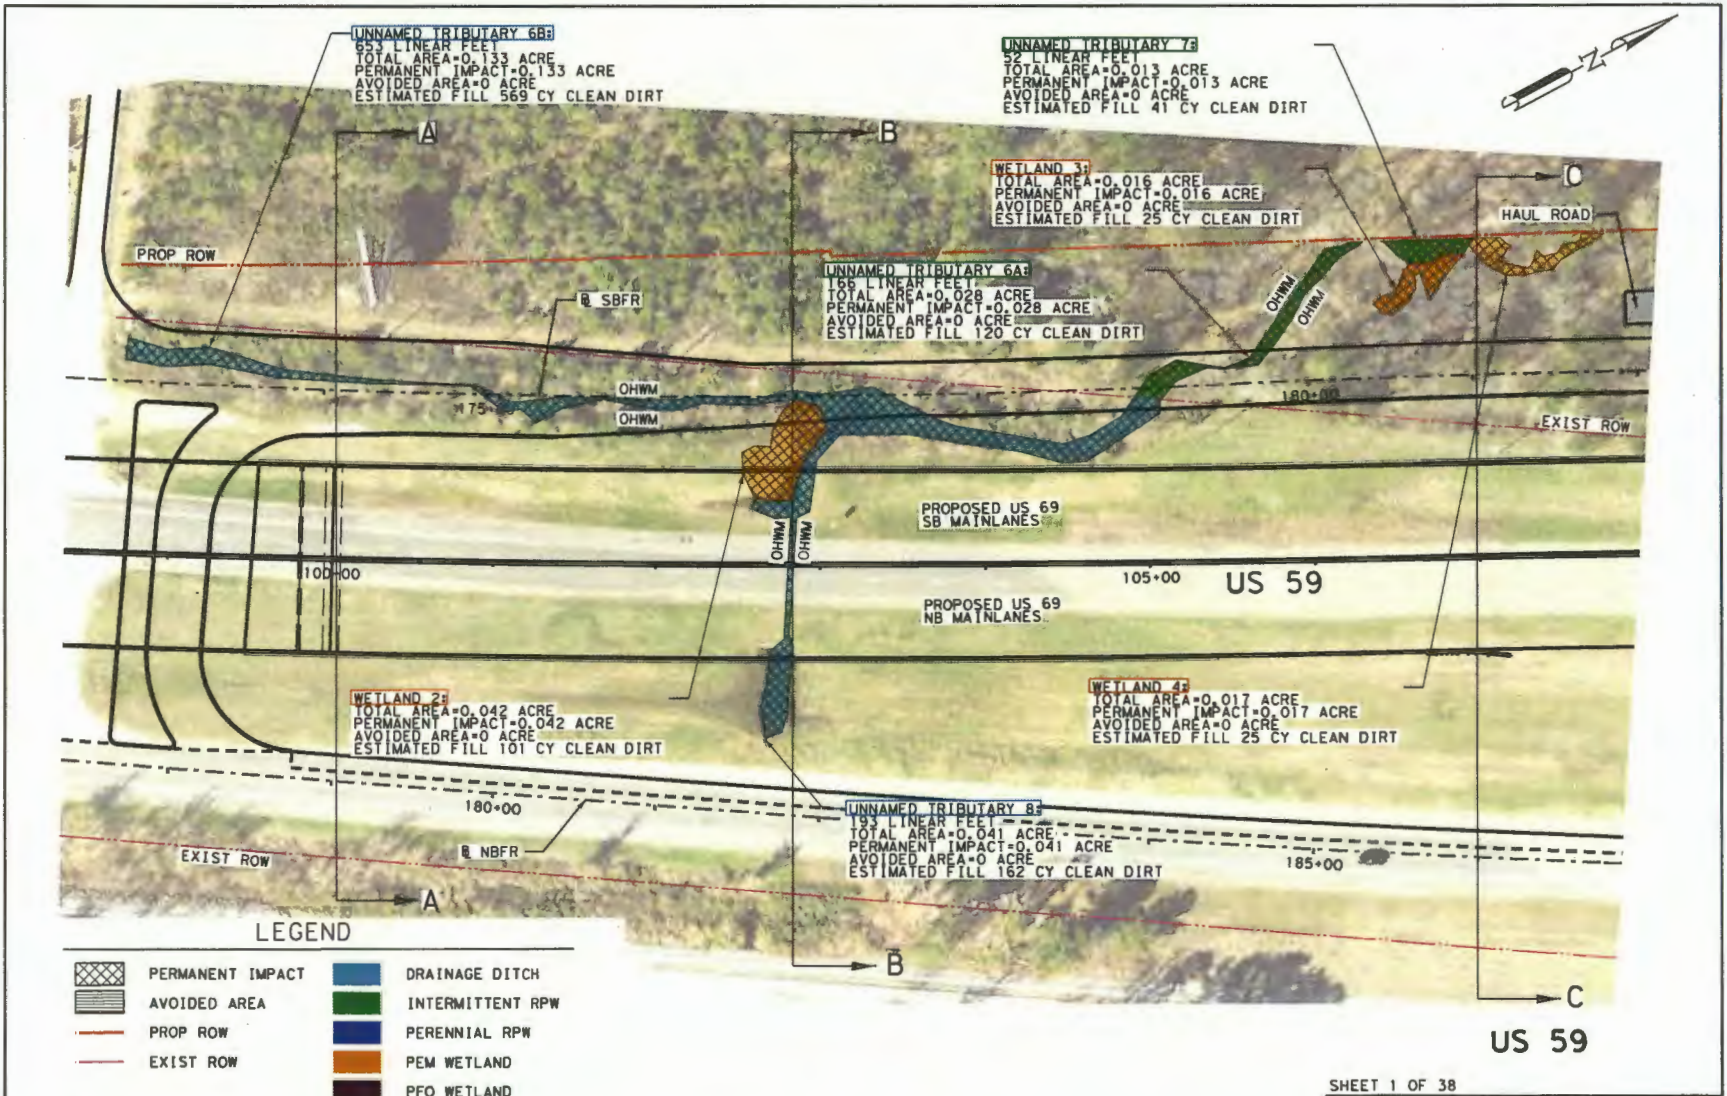 UNNAMED TRIBUTARY 6B:
653 LINEAR FEET
TOTAL AREA=0.133 ACRE
PERMANENT IMPACT=0.133 ACRE
AVOIDED AREA=0 ACRE
ESTIMATED FILL 569 CY CLEAN DIRT
UNNAMED TRIBUTARY 7:
52 LINEAR FEET
TOTAL AREA=0.013 ACRE
PERMANENT IMPACT=0.013 ACRE
AVOIDED AREA=0 ACRE
ESTIMATED FILL 41 CY CLEAN DIRT
N
A
B
C
WETLAND 3:
TOTAL AREA=0.016 ACRE
PERMANENT IMPACT=0.016 ACRE
AVOIDED AREA=0 ACRE
ESTIMATED FILL 25 CY CLEAN DIRT
HAUL ROAD
PROP ROW
UNNAMED TRIBUTARY 6A:
166 LINEAR FEET
TOTAL AREA=0.028 ACRE
PERMANENT IMPACT=0.028 ACRE
AVOIDED AREA=0 ACRE
ESTIMATED FILL 120 CY CLEAN DIRT
SBFR
OHWM
OHWM
OHWM
OHWM
180+00
EXIST ROW
PROPOSED US 69
SB MAINLANES
OHWM
OHWM
100+00
105+00
US 59
PROPOSED US 69
NB MAINLANES
WETLAND 2:
TOTAL AREA=0.042 ACRE
PERMANENT IMPACT=0.042 ACRE
AVOIDED AREA=0 ACRE
ESTIMATED FILL 101 CY CLEAN DIRT
WETLAND 4:
TOTAL AREA=0.017 ACRE
PERMANENT IMPACT=0.017 ACRE
AVOIDED AREA=0 ACRE
ESTIMATED FILL 25 CY CLEAN DIRT
180+00
UNNAMED TRIBUTARY 8:
193 LINEAR FEET
TOTAL AREA=0.041 ACRE
PERMANENT IMPACT=0.041 ACRE
AVOIDED AREA=0 ACRE
ESTIMATED FILL 162 CY CLEAN DIRT
NBFR
EXIST ROW
185+00
A
B
C
LEGEND
PERMANENT IMPACT
AVOIDED AREA
PROP ROW
EXIST ROW
DRAINAGE DITCH
INTERMITTENT RPW
PERENNIAL RPW
PEM WETLAND
PFO WETLAND
US 59
SHEET 1 OF 38